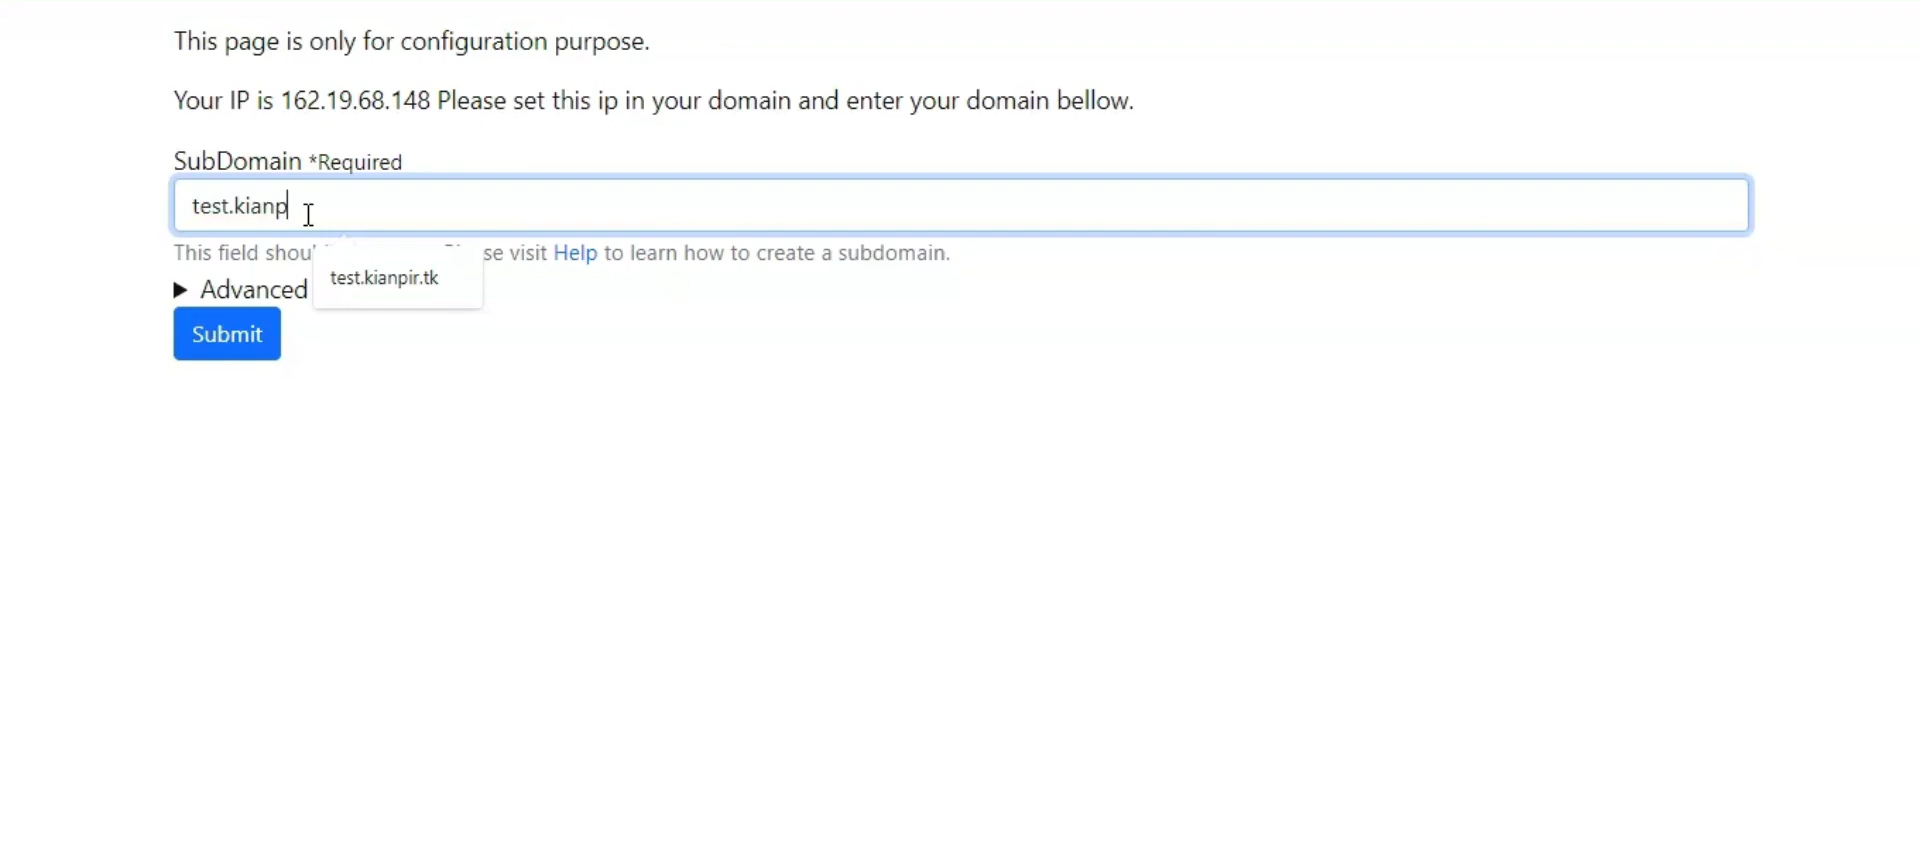 This page is only for configuration purpose.
Your IP is 162.19.68.148 Please set this ip in your domain and enter your domain bellow.
SubDomain *Required
test.kianp
This field se visit Help to learn how to create a subdomain.
test.kianpir.tk
Advanced
Submit